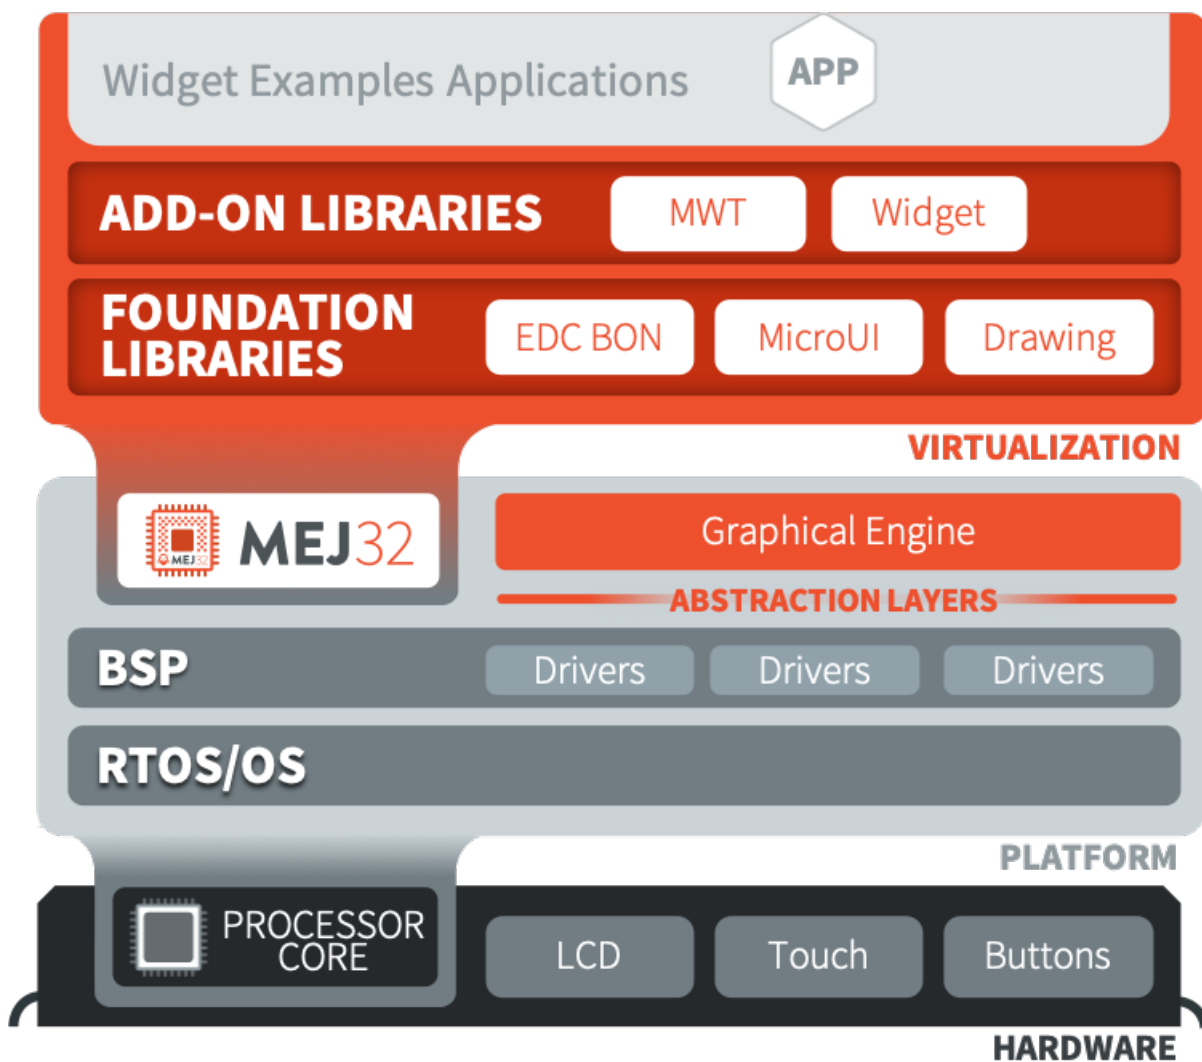 Widget Examples Applications
APP
ADD-ON LIBRARIES
MWT
Widget
FOUNDATION
LIBRARIES
EDC BON
MicroUI
Drawing
VIRTUALIZATION
MEJ32
MEJ32
Graphical Engine
ABSTRACTION LAYERS
BSP
Drivers
Drivers
Drivers
RTOS/OS
PLATFORM
PROCESSOR
CORE
LCD
Touch
Buttons
HARDWARE